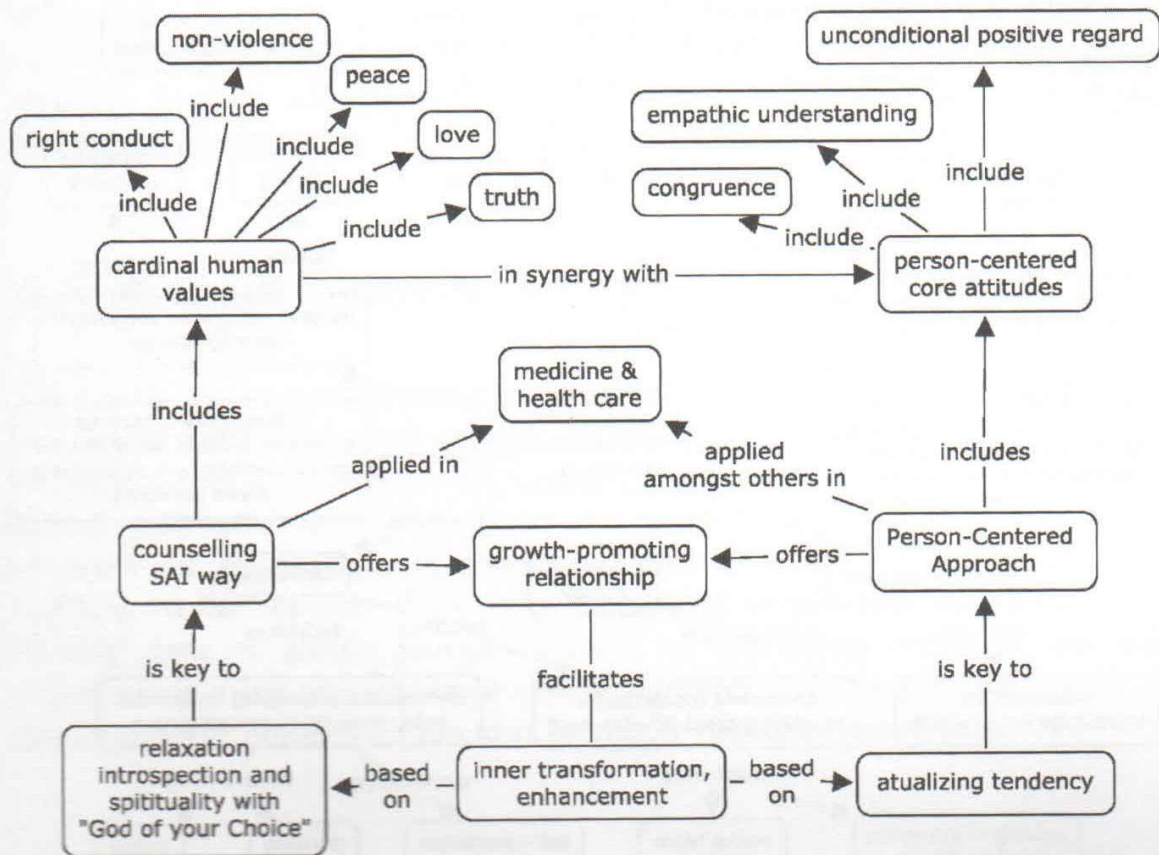 non-violence
unconditional positive regard
peace
include
empathic understanding
right conduct
love
include
include
congruence
truth
include
include
include
include
include
cardinal human
values
in synergy with
person-centered
core attitudes
medicine &
health care
includes
includes
applied in
applied
amongst others in
counselling
SAI way
offers
growth-promoting
relationship
offers
Person-Centered
Approach
is key to
facilitates
is key to
relaxation
introspection and
spitituality with
"God of your Choice"
based
on
inner transformation,
enhancement
based
on
atualizing tendency